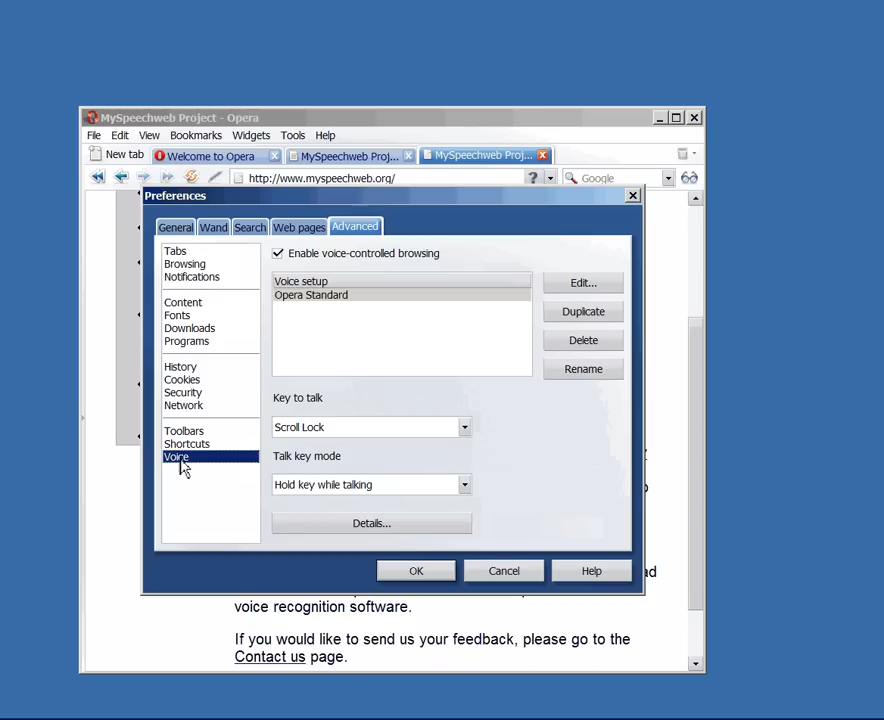 MySpeechweb Project - Opera
File Edit View Bookmarks Widgets Tools Help
New tab Welcome to Opera MySpeechweb Proj... MySpeechweb Proj...
http://www.myspeechweb.org/ ? Google
Preferences
General Wand Search Web pages Advanced
Tabs
Browsing
Notifications
Content
Fonts
Downloads
Programs
History
Cookies
Security
Network
Toolbars
Shortcuts
Voice
Enable voice-controlled browsing
Voice setup
Opera Standard
Edit...
Duplicate
Delete
Rename
Key to talk
Scroll Lock
Talk key mode
Hold key while talking
Details...
OK Cancel Help
voice recognition software.
If you would like to send us your feedback, please go to the
Contact us page.